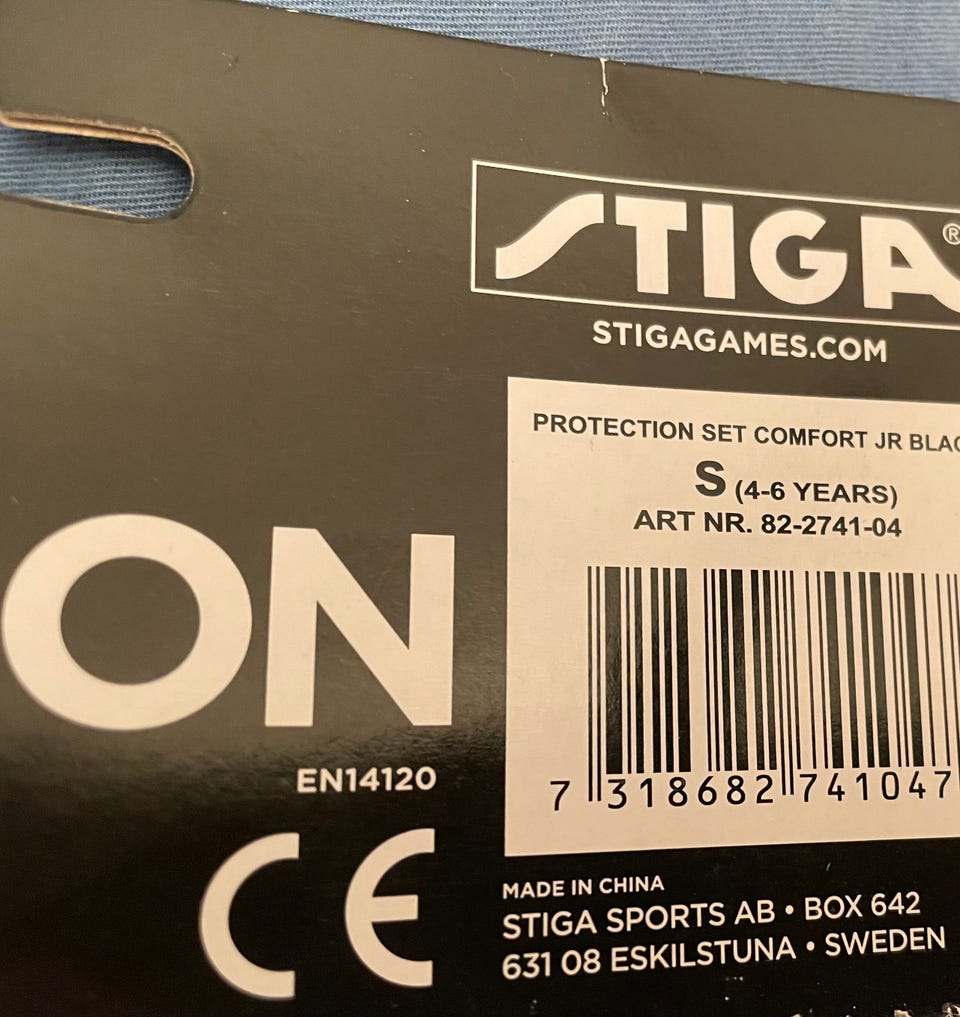 STIGA®
STIGAGAMES.COM
PROTECTION SET COMFORT JR BLAC
S (4-6 YEARS)
ART NR. 82-2741-04
7 318682 741047
ON
EN14120
CE
MADE IN CHINA
STIGA SPORTS AB • BOX 642
631 08 ESKILSTUNA • SWEDEN